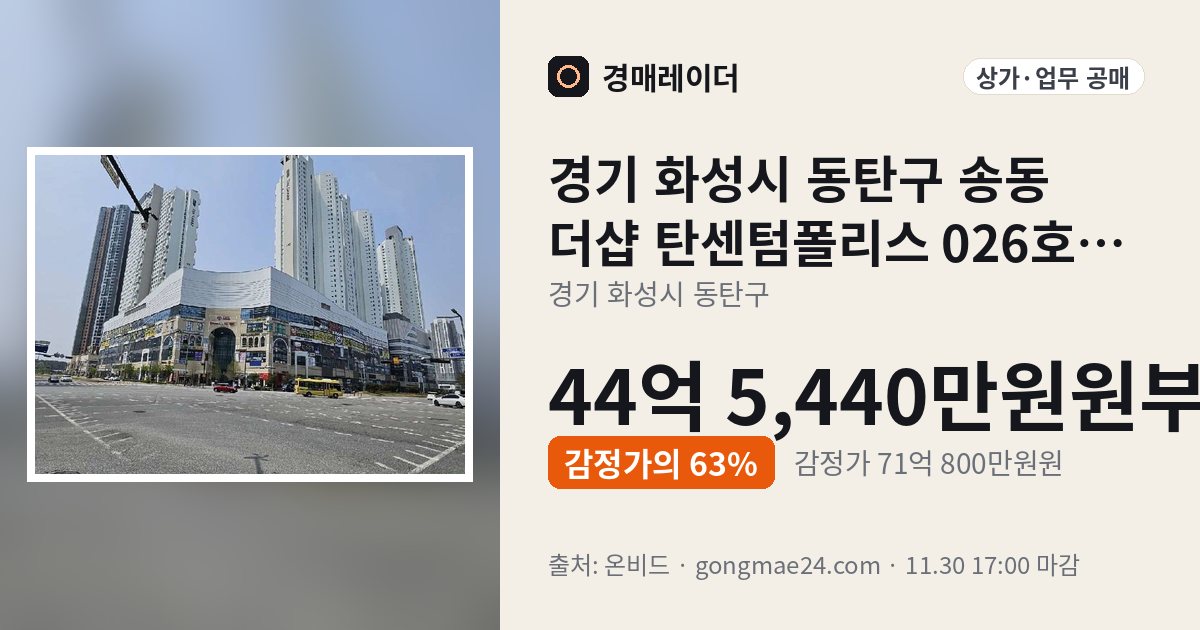 경매레이더
상가·업무 공매
경기 화성시 동탄구 송동
더샵 탄센텀폴리스 026호…
경기 화성시 동탄구
44억 5,440만원원부
감정가의 63%
감정가 71억 800만원원
출처: 온비드 · gongmae24.com · 11.30 17:00 마감